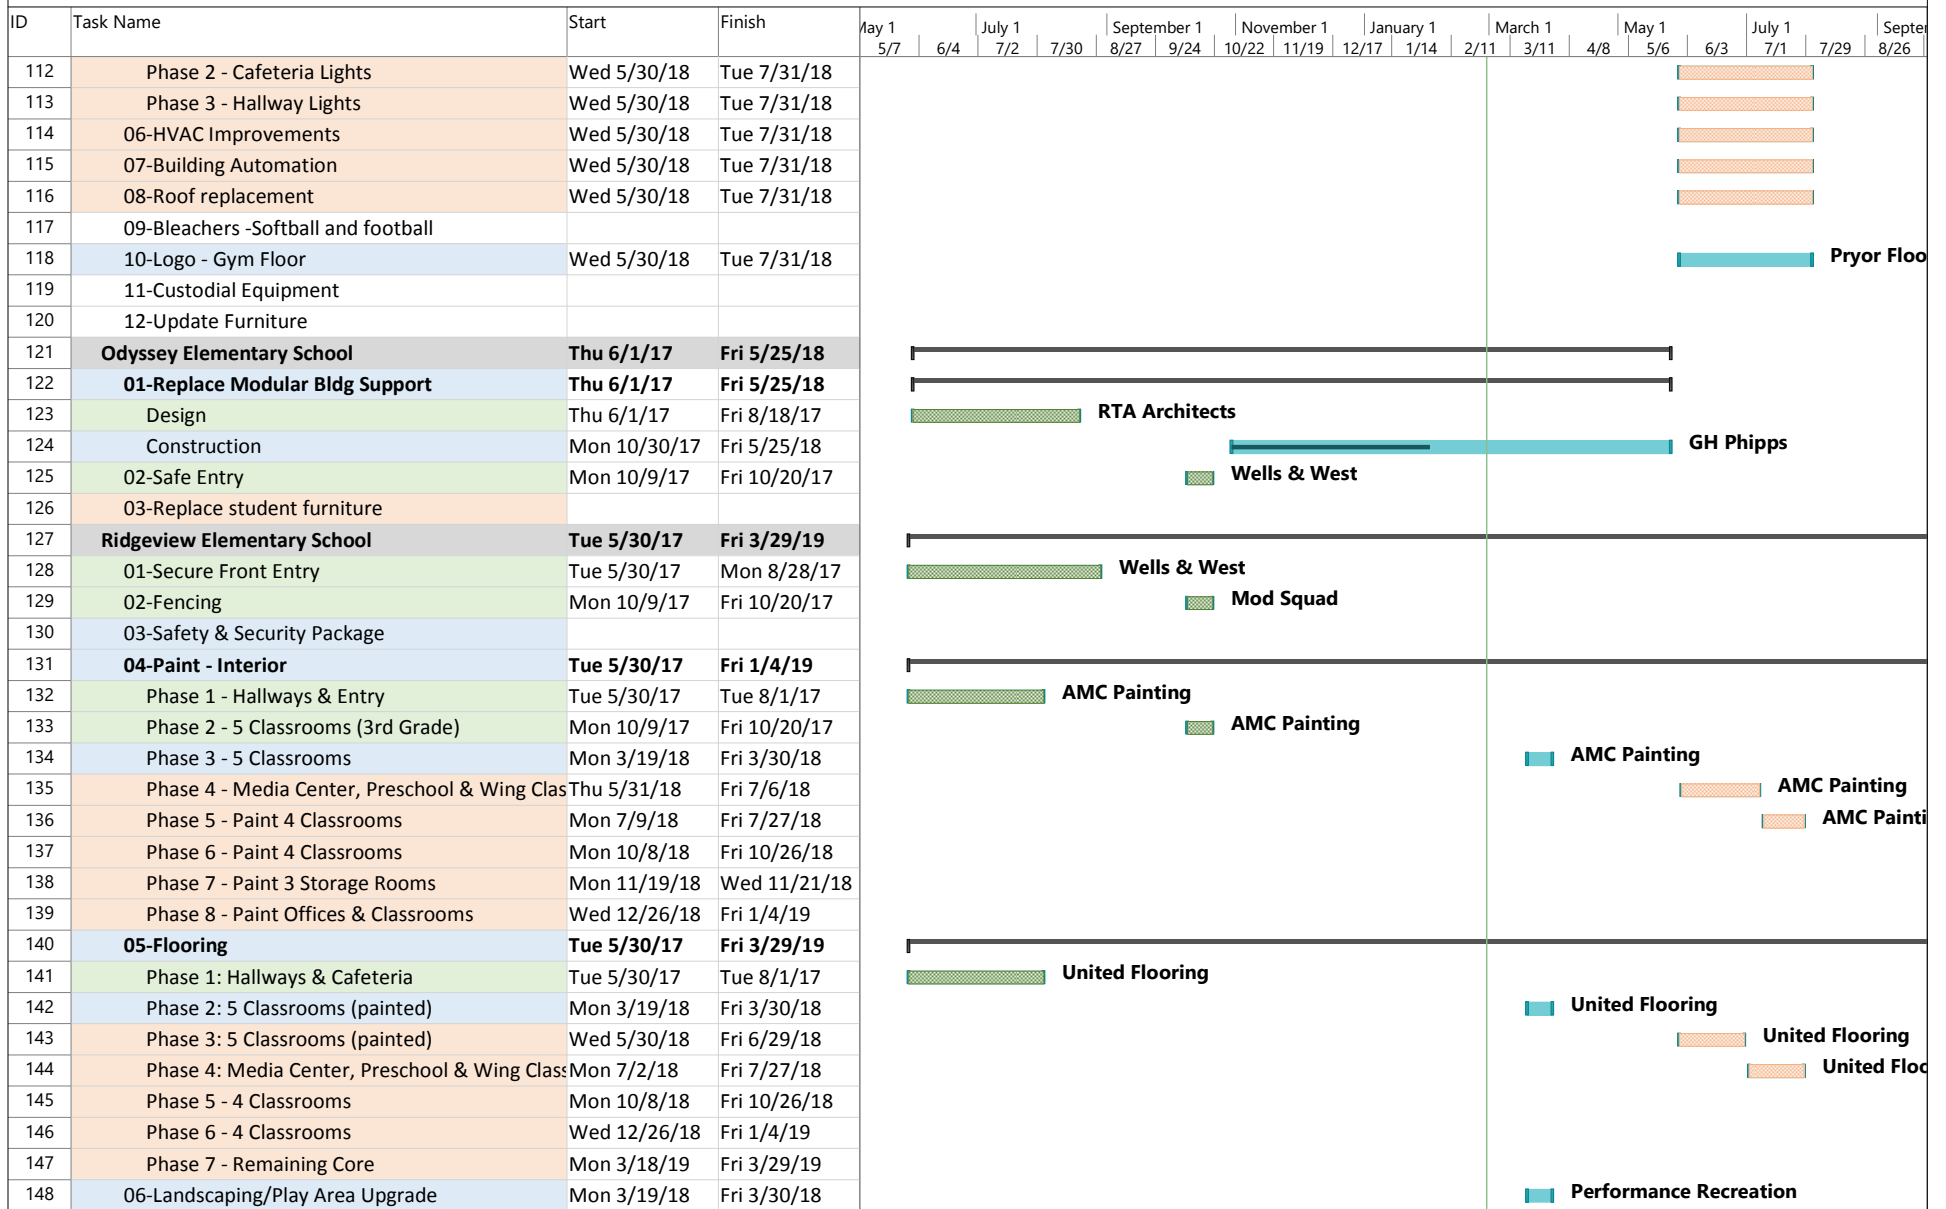 ID Task Name Start Finish May 1 July 1 September 1 November 1 January 1 March 1 May 1 July 1 Septer
5/7 6/4 7/2 7/30 8/27 9/24 10/22 11/19 12/17 1/14 2/11 3/11 4/8 5/6 6/3 7/1 7/29 8/26
112 Phase 2 - Cafeteria Lights Wed 5/30/18 Tue 7/31/18
113 Phase 3 - Hallway Lights Wed 5/30/18 Tue 7/31/18
114 06-HVAC Improvements Wed 5/30/18 Tue 7/31/18
115 07-Building Automation Wed 5/30/18 Tue 7/31/18
116 08-Roof replacement Wed 5/30/18 Tue 7/31/18
117 09-Bleachers -Softball and football
118 10-Logo - Gym Floor Wed 5/30/18 Tue 7/31/18 Pryor Floo
119 11-Custodial Equipment
120 12-Update Furniture
121 Odyssey Elementary School Thu 6/1/17 Fri 5/25/18
122 01-Replace Modular Bldg Support Thu 6/1/17 Fri 5/25/18
123 Design Thu 6/1/17 Fri 8/18/17 RTA Architects
124 Construction Mon 10/30/17 Fri 5/25/18 GH Phipps
125 02-Safe Entry Mon 10/9/17 Fri 10/20/17 Wells & West
126 03-Replace student furniture
127 Ridgeview Elementary School Tue 5/30/17 Fri 3/29/19
128 01-Secure Front Entry Tue 5/30/17 Mon 8/28/17 Wells & West
129 02-Fencing Mon 10/9/17 Fri 10/20/17 Mod Squad
130 03-Safety & Security Package
131 04-Paint - Interior Tue 5/30/17 Fri 1/4/19
132 Phase 1 - Hallways & Entry Tue 5/30/17 Tue 8/1/17 AMC Painting
133 Phase 2 - 5 Classrooms (3rd Grade) Mon 10/9/17 Fri 10/20/17 AMC Painting
134 Phase 3 - 5 Classrooms Mon 3/19/18 Fri 3/30/18 AMC Painting
135 Phase 4 - Media Center, Preschool & Wing Clas Thu 5/31/18 Fri 7/6/18 AMC Painting
136 Phase 5 - Paint 4 Classrooms Mon 7/9/18 Fri 7/27/18 AMC Painti
137 Phase 6 - Paint 4 Classrooms Mon 10/8/18 Fri 10/26/18
138 Phase 7 - Paint 3 Storage Rooms Mon 11/19/18 Wed 11/21/18
139 Phase 8 - Paint Offices & Classrooms Wed 12/26/18 Fri 1/4/19
140 05-Flooring Tue 5/30/17 Fri 3/29/19
141 Phase 1: Hallways & Cafeteria Tue 5/30/17 Tue 8/1/17 United Flooring
142 Phase 2: 5 Classrooms (painted) Mon 3/19/18 Fri 3/30/18 United Flooring
143 Phase 3: 5 Classrooms (painted) Wed 5/30/18 Fri 6/29/18 United Flooring
144 Phase 4: Media Center, Preschool & Wing Class Mon 7/2/18 Fri 7/27/18 United Floo
145 Phase 5 - 4 Classrooms Mon 10/8/18 Fri 10/26/18
146 Phase 6 - 4 Classrooms Wed 12/26/18 Fri 1/4/19
147 Phase 7 - Remaining Core Mon 3/18/19 Fri 3/29/19
148 06-Landscaping/Play Area Upgrade Mon 3/19/18 Fri 3/30/18 Performance Recreation